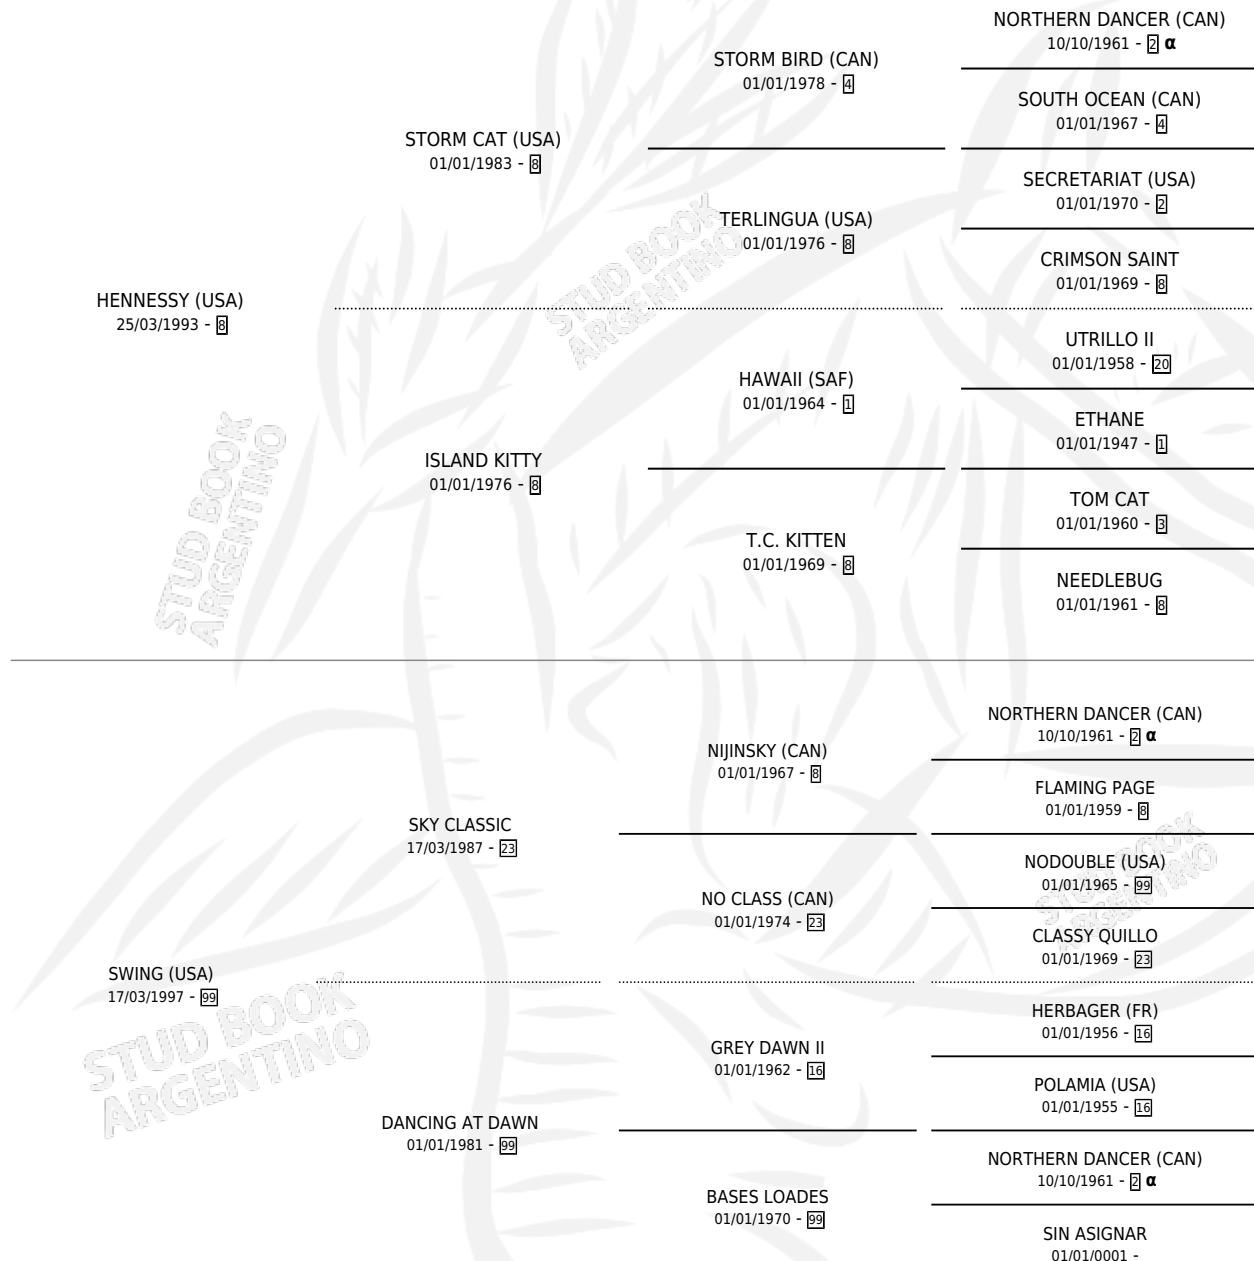 HENNESSY (USA)
25/03/1993 - 8
STORM CAT (USA)
01/01/1983 - 8
ISLAND KITTY
01/01/1976 - 8
STORM BIRD (CAN)
01/01/1978 - 4
TERLINGUA (USA)
01/01/1976 - 8
HAWAII (SAF)
01/01/1964 - 1
T.C. KITTEN
01/01/1969 - 8
NORTHERN DANCER (CAN)
10/10/1961 - 2 α
SOUTH OCEAN (CAN)
01/01/1967 - 4
SECRETARIAT (USA)
01/01/1970 - 2
CRIMSON SAINT
01/01/1969 - 8
UTRILLO II
01/01/1958 - 20
ETHANE
01/01/1947 - 1
TOM CAT
01/01/1960 - 3
NEEDLEBUG
01/01/1961 - 8
SWING (USA)
17/03/1997 - 99
SKY CLASSIC
17/03/1987 - 23
DANCING AT DAWN
01/01/1981 - 99
NIJINSKY (CAN)
01/01/1967 - 8
NO CLASS (CAN)
01/01/1974 - 23
GREY DAWN II
01/01/1962 - 16
BASES LOADES
01/01/1970 - 99
NORTHERN DANCER (CAN)
10/10/1961 - 2 α
FLAMING PAGE
01/01/1959 - 8
NODOUBLE (USA)
01/01/1965 - 99
CLASSY QUILLO
01/01/1969 - 23
HERBAGER (FR)
01/01/1956 - 16
POLAMIA (USA)
01/01/1955 - 16
NORTHERN DANCER (CAN)
10/10/1961 - 2 α
SIN ASIGNAR
01/01/0001 -
STUD BOOK
ARGENTINO
STUD BOOK
ARGENTINO
STUD BOOK
ARGENTINO
STUD BOOK
ARGENTINO